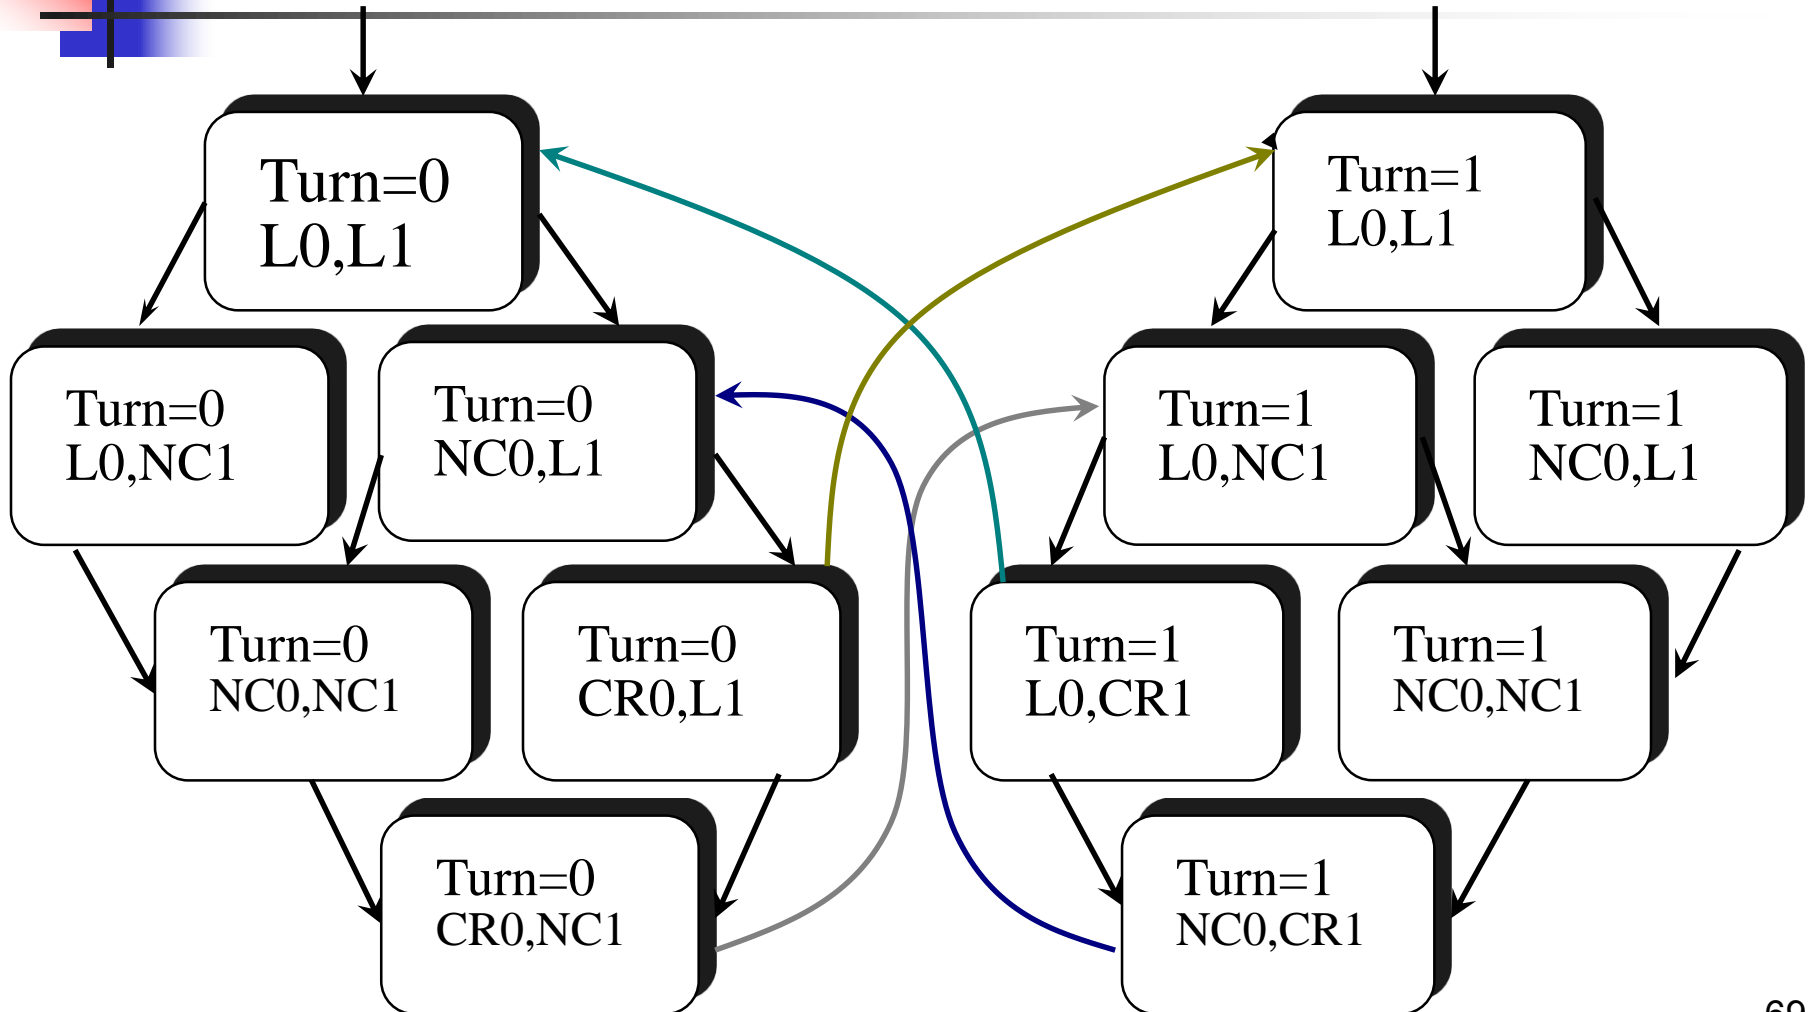 Turn=0
L0,L1
Turn=1
L0,L1
Turn=0
L0,NC1
Turn=0
NC0,L1
Turn=1
L0,NC1
Turn=1
NC0,L1
Turn=0
NC0,NC1
Turn=0
CR0,L1
Turn=1
L0,CR1
Turn=1
NC0,NC1
Turn=0
CR0,NC1
Turn=1
NC0,CR1